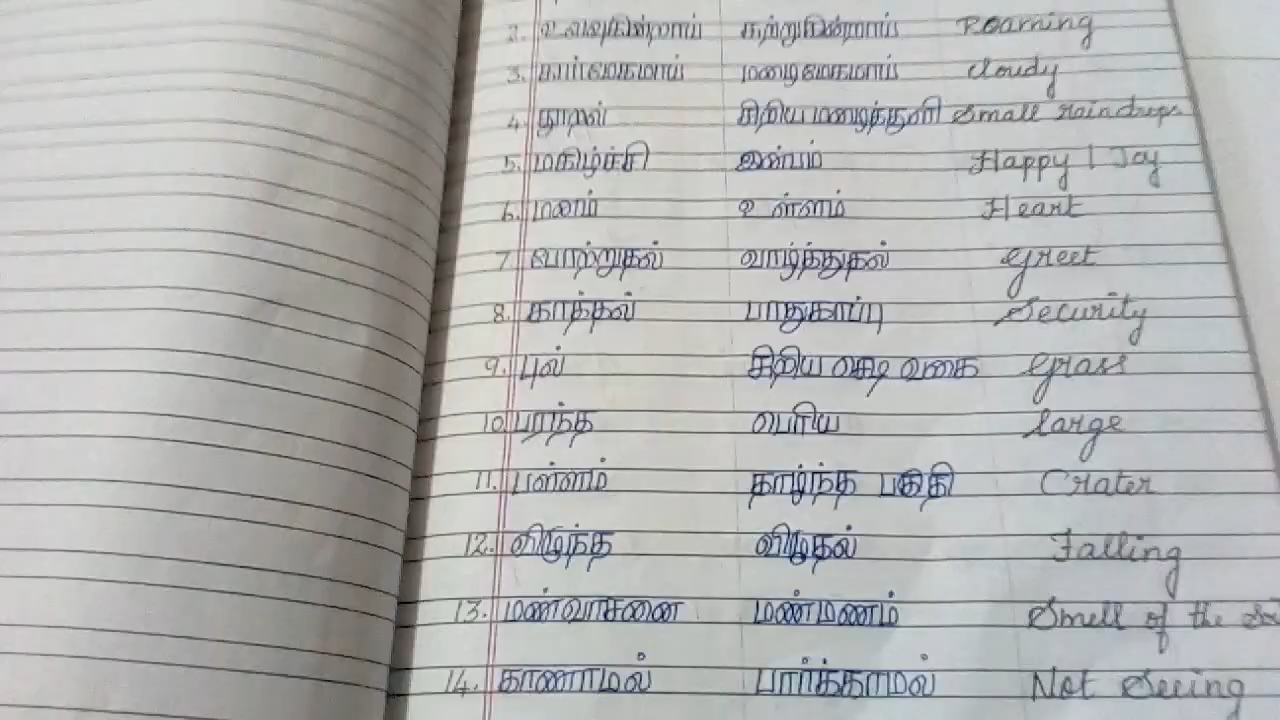 2. உலவுகின்றாய் சுற்றுகின்றாய் Roaming
3. கார்மேகமாய் மழைமேகமாய் cloudy
4. தூறல் சிறிய மழைத்துளி Small raindrops
5. மகிழ்ச்சி இன்பம் Happy | Joy
6. மனம் உள்ளம் Heart
7. போற்றுதல் வாழ்த்துதல் Greet
8. காத்தல் பாதுகாப்பு Security
9. புல் சிறிய செடி வகை Grass
10. பரந்த பெரிய large
11. பள்ளம் தாழ்ந்த பகுதி Crater
12. விழுந்த விழுதல் Falling
13. மண்வாசனை மண்மணம் Smell of the
14. காணாமல் பார்க்காமல் Not Seeing